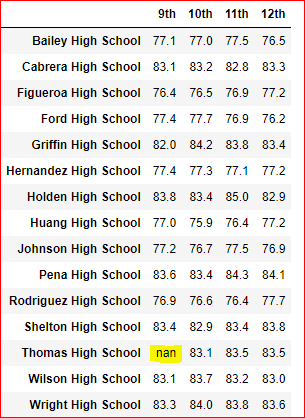 9th 10th 11th 12th
Bailey High School 77.1 77.0 77.5 76.5
Cabrera High School 83.1 83.2 82.8 83.3
Figueroa High School 76.4 76.5 76.9 77.2
Ford High School 77.4 77.7 76.9 76.2
Griffin High School 82.0 84.2 83.8 83.4
Hernandez High School 77.4 77.3 77.1 77.2
Holden High School 83.8 83.4 85.0 82.9
Huang High School 77.0 75.9 76.4 77.2
Johnson High School 77.2 76.7 77.5 76.9
Pena High School 83.6 83.4 84.3 84.1
Rodriguez High School 76.9 76.6 76.4 77.7
Shelton High School 83.4 82.9 83.4 83.8
Thomas High School nan 83.1 83.5 83.5
Wilson High School 83.1 83.7 83.2 83.0
Wright High School 83.3 84.0 83.8 83.6